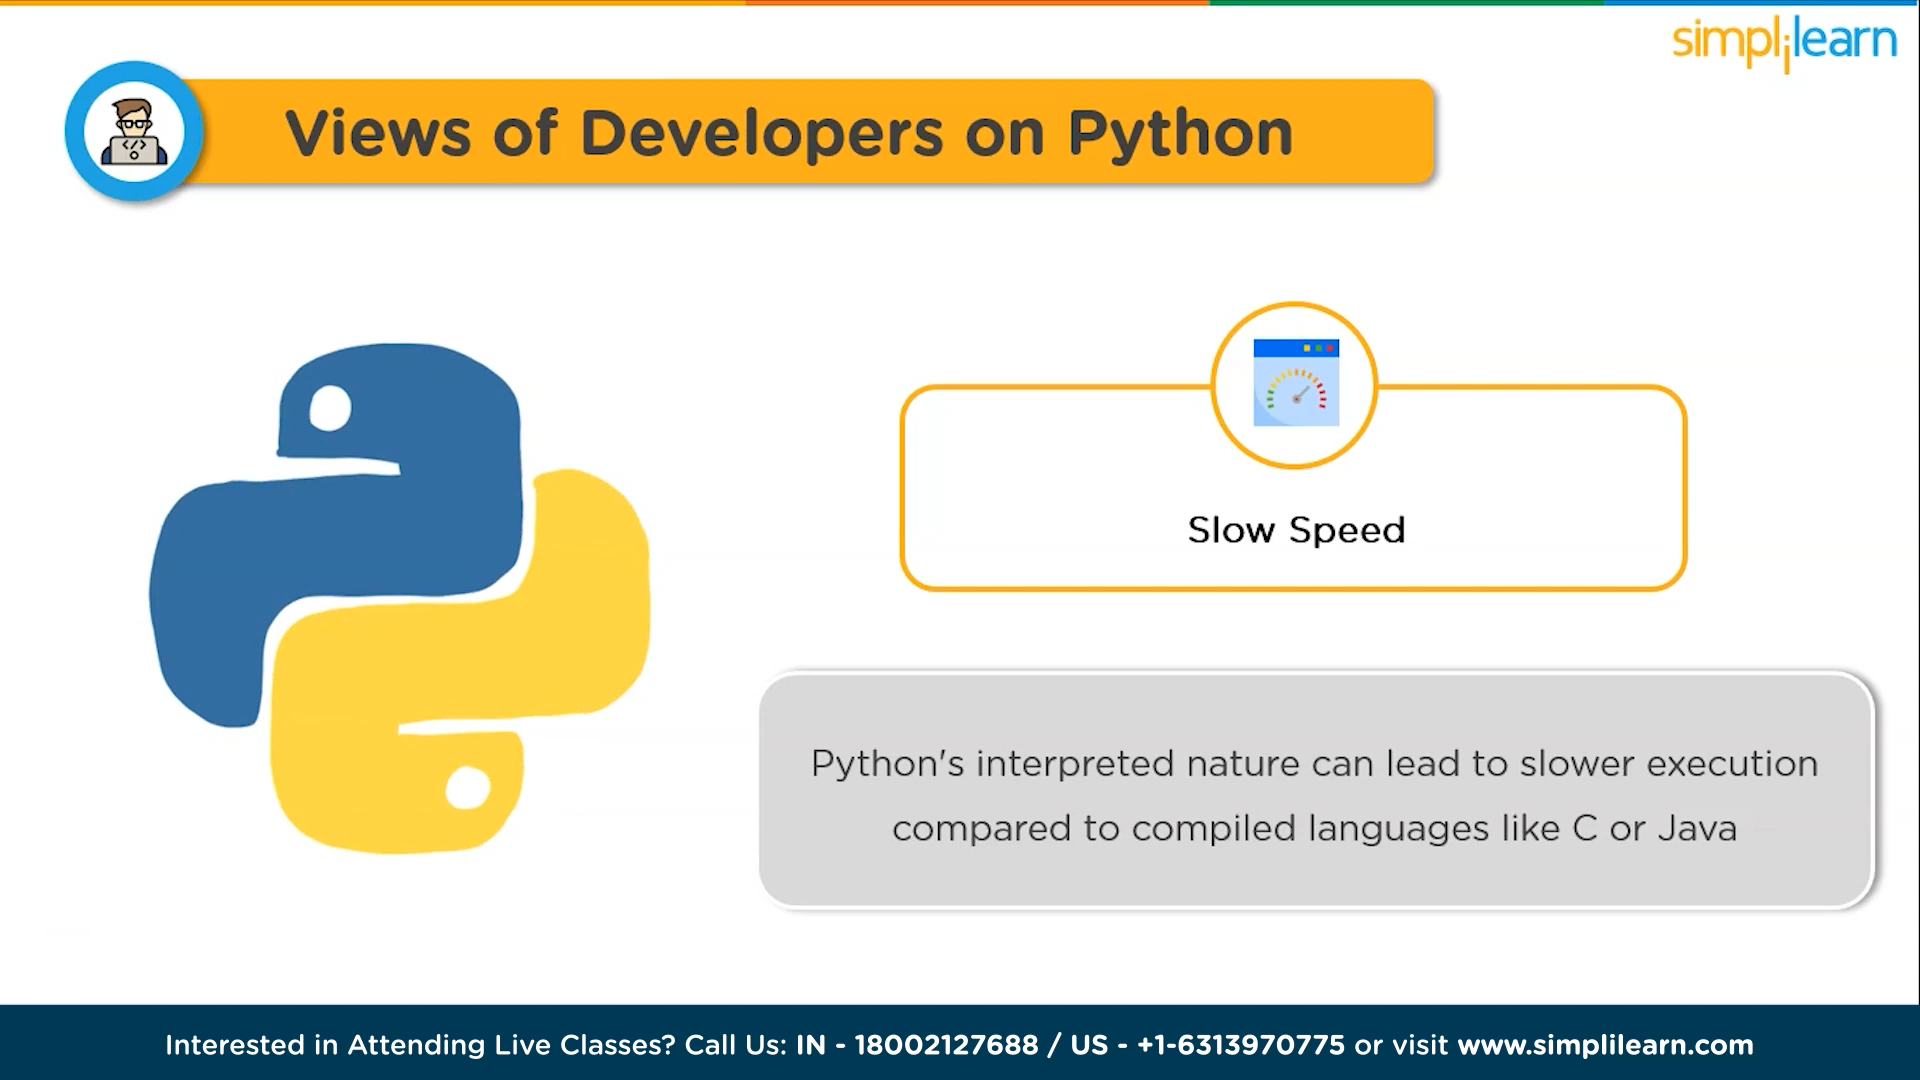 simplilearn
Views of Developers on Python
Slow Speed
Python's interpreted nature can lead to slower execution
compared to compiled languages like C or Java
Interested in Attending Live Classes? Call Us: IN - 18002127688 / US - +1-6313970775 or visit www.simplilearn.com